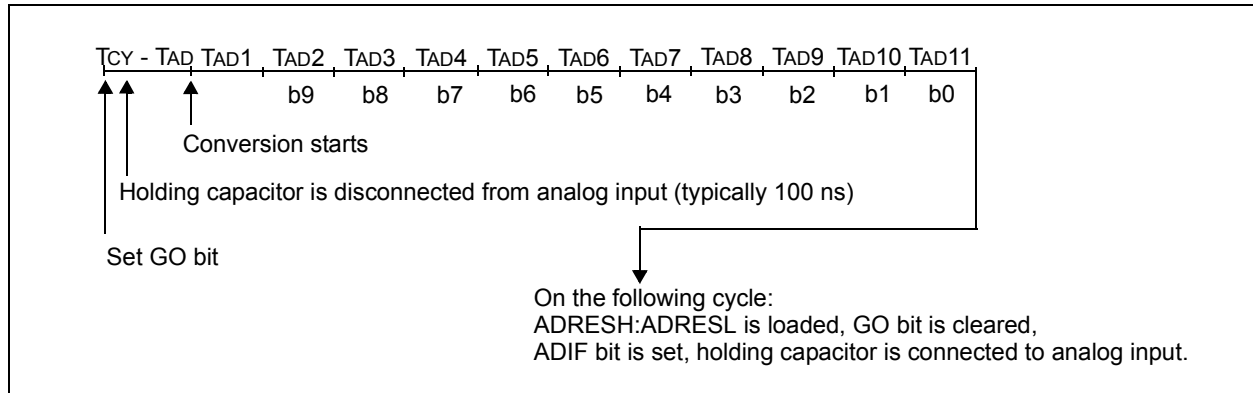 TCY - TAD TAD1 TAD2 TAD3 TAD4 TAD5 TAD6 TAD7 TAD8 TAD9 TAD10 TAD11
b9 b8 b7 b6 b5 b4 b3 b2 b1 b0
Conversion starts
Holding capacitor is disconnected from analog input (typically 100 ns)
Set GO bit
On the following cycle:
ADRESH:ADRESL is loaded, GO bit is cleared,
ADIF bit is set, holding capacitor is connected to analog input.